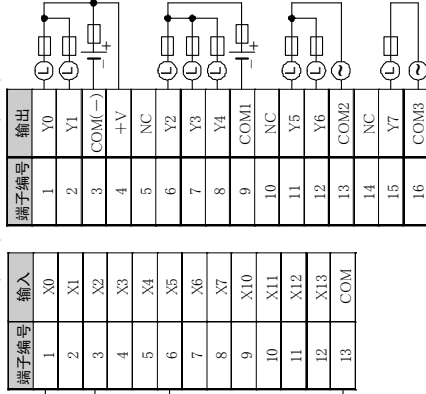 端子编号 输入
1 X0
2 X1
3 X2
4 X3
5 X4
6 X5
7 X6
8 X7
9 X10
10 X11
11 X12
12 X13
13 COM
端子编号 输出
1 Y0 L
2 Y1 L
3 COM(−) − +
4 +V
5 NC
6 Y2 L
7 Y3 L
8 Y4 L
9 COM1 − +
10 NC
11 Y5 L
12 Y6 L
13 COM2 ~
14 NC
15 Y7 L
16 COM3 ~